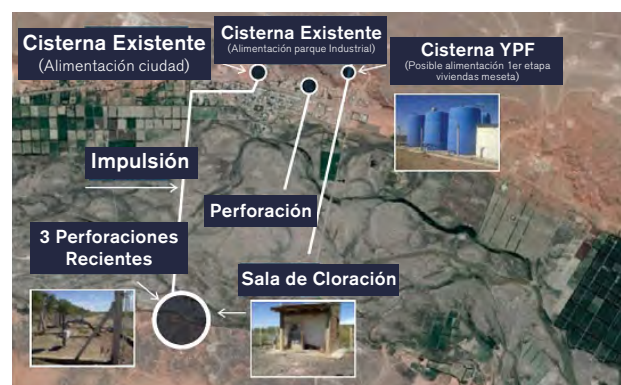 Cisterna Existente
(Alimentación ciudad)
Cisterna Existente
(Alimentación parque Industrial)
Cisterna YPF
(Posible alimentación 1er etapa
viviendas meseta)
Impulsión
Perforación
3 Perforaciones
Recientes
Sala de Cloración